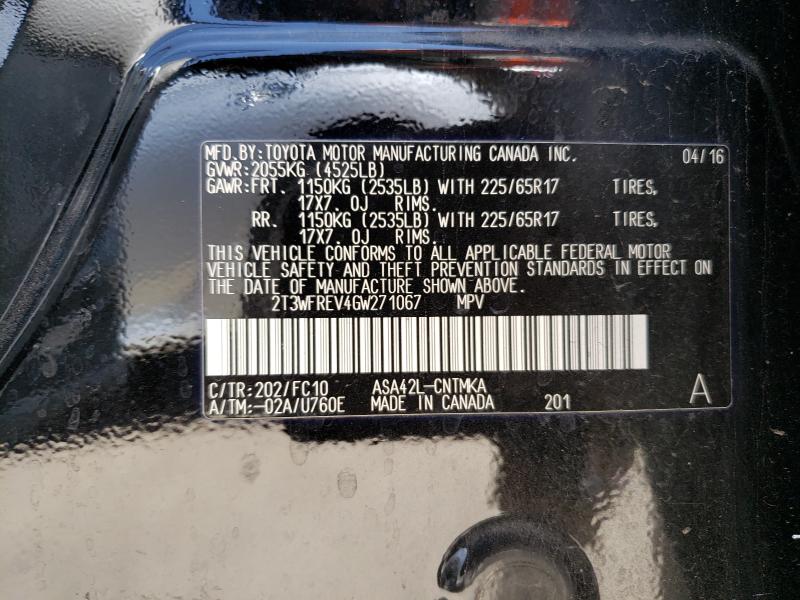 MFD.BY:TOYOTA MOTOR MANUFACTURING CANADA INC. 04/16
GVWR:2055KG (4525LB)
GAWR:FRT. 1150KG (2535LB) WITH 225/65R17 TIRES,
17X7. 0J RIMS.
RR. 1150KG (2535LB) WITH 225/65R17 TIRES,
17X7. 0J RIMS.
THIS VEHICLE CONFORMS TO ALL APPLICABLE FEDERAL MOTOR
VEHICLE SAFETY AND THEFT PREVENTION STANDARDS IN EFFECT ON
THE DATE OF MANUFACTURE SHOWN ABOVE.
2T3WFREV4GW271067 MPV
C/TR:202/FC10 ASA42L-CNTMKA A
A/TM:-02A/U760E MADE IN CANADA 201